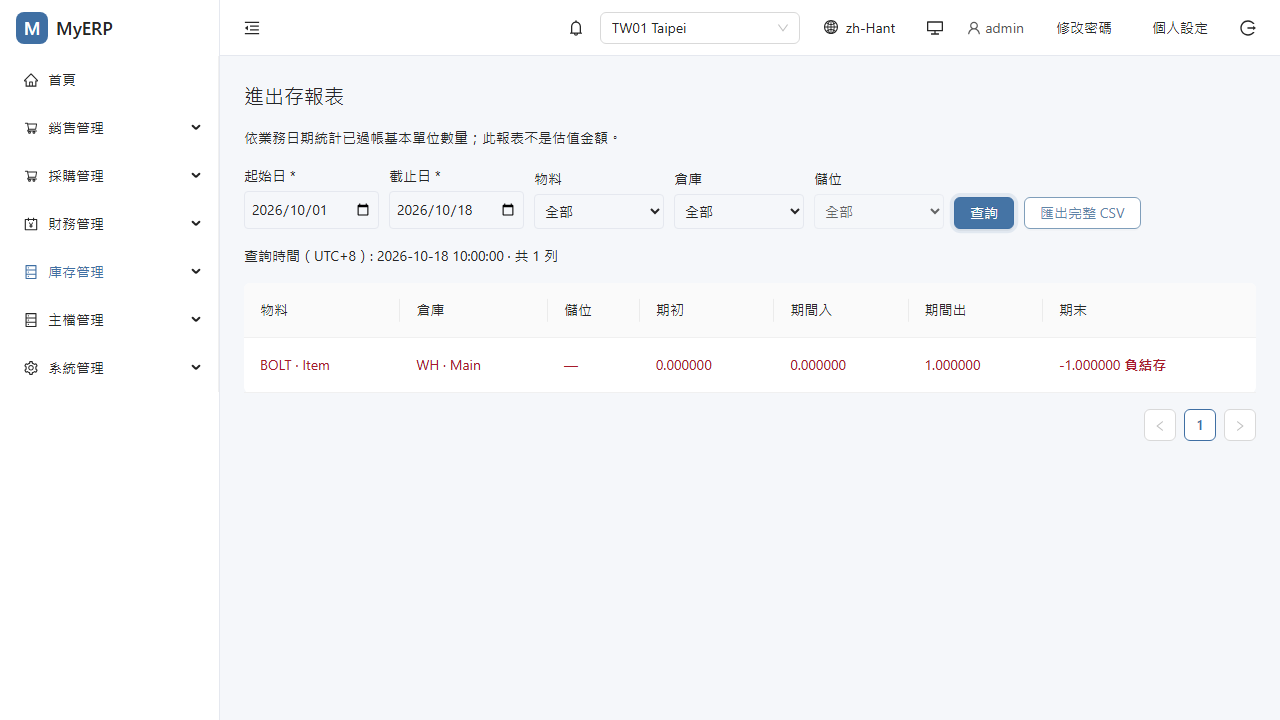 M MyERP
TW01 Taipei
zh-Hant
admin
修改密碼
個人設定
首頁
銷售管理
採購管理
財務管理
庫存管理
主檔管理
系統管理
進出存報表
依業務日期統計已過帳基本單位數量；此報表不是估值金額。
起始日 * 截止日 * 物料 倉庫 儲位
2026/10/01 2026/10/18 全部 全部 全部 查詢 匯出完整 CSV
查詢時間（UTC+8）: 2026-10-18 10:00:00 · 共 1 列
物料 倉庫 儲位 期初 期間入 期間出 期末
BOLT · Item WH · Main — 0.000000 0.000000 1.000000 -1.000000 負結存
1